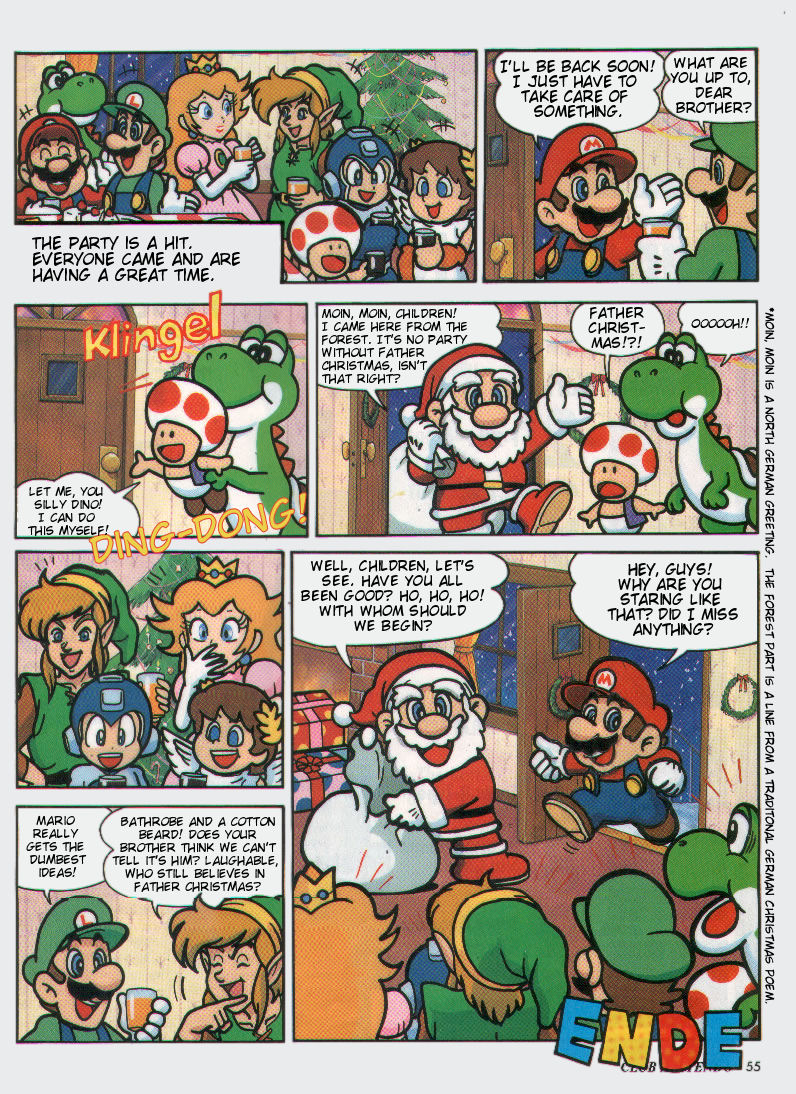 I'LL BE BACK SOON!
I JUST HAVE TO
TAKE CARE OF
SOMETHING.
WHAT ARE
YOU UP TO,
DEAR
BROTHER?
THE PARTY IS A HIT.
EVERYONE CAME AND ARE
HAVING A GREAT TIME.
Klingel
LET ME, YOU
SILLY DINO!
I CAN DO
THIS MYSELF!
DING-DONG!
MOIN, MOIN, CHILDREN!
I CAME HERE FROM THE
FOREST. IT'S NO PARTY
WITHOUT FATHER
CHRISTMAS, ISN'T
THAT RIGHT?
FATHER
CHRIST-
MAS!?!
OOOOOH!!
WELL, CHILDREN, LET'S
SEE. HAVE YOU ALL
BEEN GOOD? HO, HO, HO!
WITH WHOM SHOULD
WE BEGIN?
HEY, GUYS!
WHY ARE YOU
STARING LIKE
THAT? DID I MISS
ANYTHING?
MARIO
REALLY
GETS THE
DUMBEST
IDEAS!
BATHROBE AND A COTTON
BEARD! DOES YOUR
BROTHER THINK WE CAN'T
TELL IT'S HIM? LAUGHABLE,
WHO STILL BELIEVES IN
FATHER CHRISTMAS?
M
L
M
L
ENDE
CLUB NINTENDO 55
*MOIN, MOIN IS A NORTH GERMAN GREETING. THE FOREST PART IS A LINE FROM A TRADITONAL GERMAN CHRISTMAS POEM.